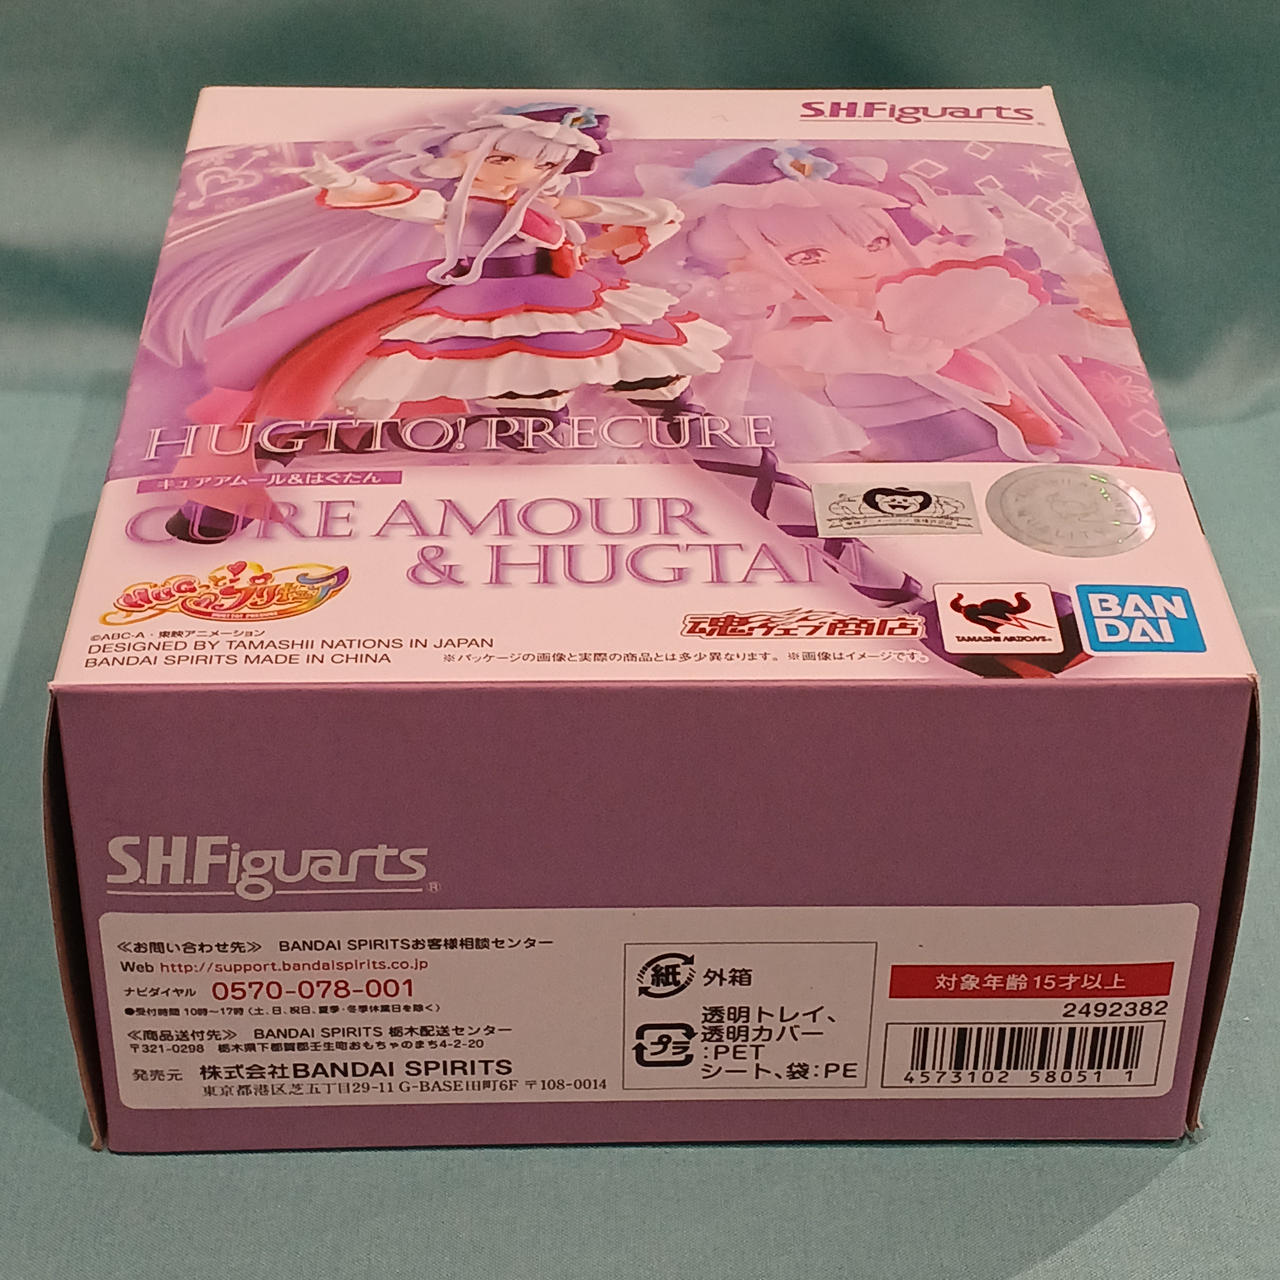 S.H.Figuarts
HUGTTO! PRECURE
キュアアムール&はぐたん
CURE AMOUR
& HUGTAN
HUGっと!プリキュア
©ABC-A・東映アニメーション
DESIGNED BY TAMASHII NATIONS IN JAPAN
BANDAI SPIRITS MADE IN CHINA
※パッケージの画像と実際の商品とは多少異なります。※画像はイメージです。
魂ウェブ商店
TAMASHII NATIONS
BAN
DAI
S.H.Figuarts®
≪お問い合わせ先≫ BANDAI SPIRITSお客様相談センター
Web http://support.bandaispirits.co.jp
ナビダイヤル 0570-078-001
●受付時間 10時〜17時(土、日、祝日、夏季・冬季休業日を除く)
≪商品送付先≫ BANDAI SPIRITS 栃木配送センター
〒321-0298 栃木県下都賀郡壬生町おもちゃのまち4-2-20
発売元 株式会社BANDAI SPIRITS
東京都港区芝五丁目29-11 G-BASE田町6F 〒108-0014
紙 外箱
プラ 透明トレイ、
透明カバー
:PET
シート、袋:PE
対象年齢15才以上
2492382
4573102 58051 1